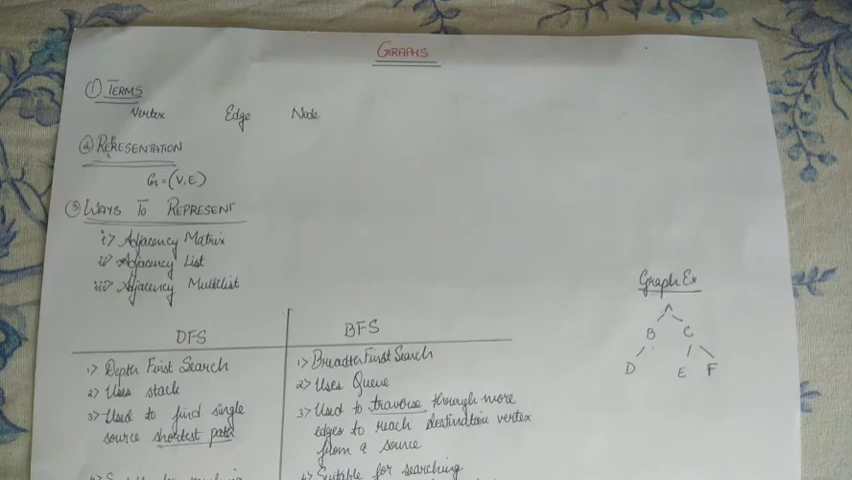 GRAPHS
① TERMS
Vertex Edge Node
② REPRESENTATION
G = (V, E)
③ WAYS TO REPRESENT
i> Adjacency Matrix
ii> Adjacency List
iii> Adjacency Multilist
Graph Ex
A
B C
D E F
DFS
1> Depth First Search
2> Uses Stack
3> Used to find single
source shortest path
BFS
1> Breadth First Search
2> Uses Queue
3> Used to traverse through more
edges to reach destination vertex
from a source
4> Suitable for searching